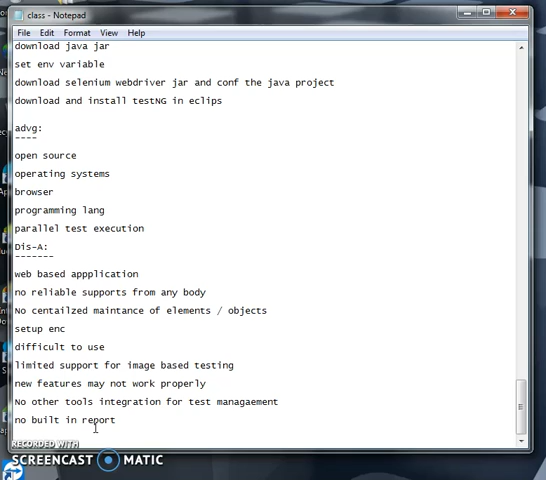 class - Notepad
File Edit Format View Help
download java jar
set env variable
download selenium webdriver jar and conf the java project
download and install testNG in eclips
advg:
----
open source
operating systems
browser
programming lang
parallel test execution
Dis-A:
-------
web based appplication
no reliable supports from any body
No centailzed maintance of elements / objects
setup enc
difficult to use
limited support for image based testing
new features may not work properly
No other tools integration for test managaement
no built in report
RECORDED WITH
SCREENCAST MATIC